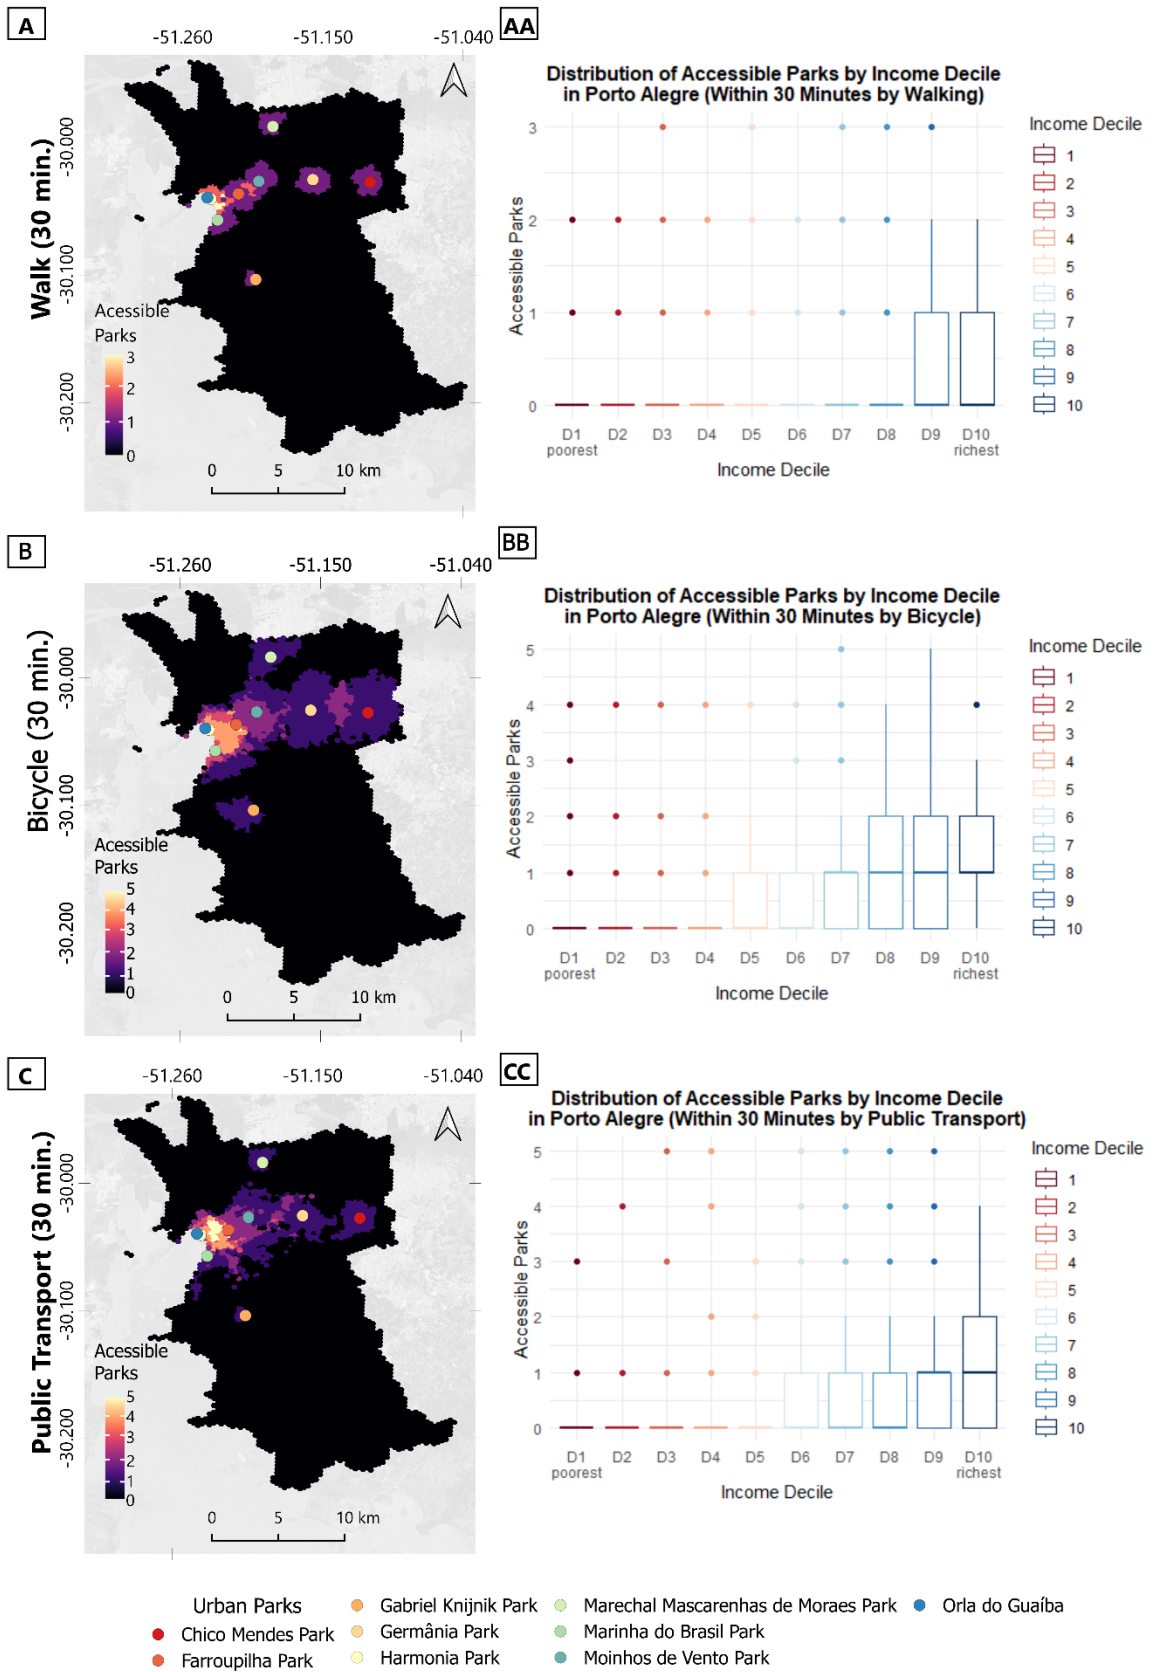 A
-51.260 -51.150 -51.040
-30.000
-30.100
-30.200
Walk (30 min.)
Acessible
Parks
3
2
1
0
0 5 10 km
AA
Distribution of Accessible Parks by Income Decile
in Porto Alegre (Within 30 Minutes by Walking)
Accessible Parks
3
2
1
0
D1 D2 D3 D4 D5 D6 D7 D8 D9 D10
poorest richest
Income Decile
Income Decile
1
2
3
4
5
6
7
8
9
10
B
-51.260 -51.150 -51.040
-30.000
-30.100
-30.200
Bicycle (30 min.)
Acessible
Parks
5
4
3
2
1
0
0 5 10 km
BB
Distribution of Accessible Parks by Income Decile
in Porto Alegre (Within 30 Minutes by Bicycle)
Accessible Parks
5
4
3
2
1
0
D1 D2 D3 D4 D5 D6 D7 D8 D9 D10
poorest richest
Income Decile
Income Decile
1
2
3
4
5
6
7
8
9
10
C
-51.260 -51.150 -51.040
-30.000
-30.100
-30.200
Public Transport (30 min.)
Acessible
Parks
5
4
3
2
1
0
0 5 10 km
CC
Distribution of Accessible Parks by Income Decile
in Porto Alegre (Within 30 Minutes by Public Transport)
Accessible Parks
5
4
3
2
1
0
D1 D2 D3 D4 D5 D6 D7 D8 D9 D10
poorest richest
Income Decile
Income Decile
1
2
3
4
5
6
7
8
9
10
Urban Parks
Chico Mendes Park
Farroupilha Park
Gabriel Knijnik Park
Germânia Park
Harmonia Park
Marechal Mascarenhas de Moraes Park
Marinha do Brasil Park
Moinhos de Vento Park
Orla do Guaíba